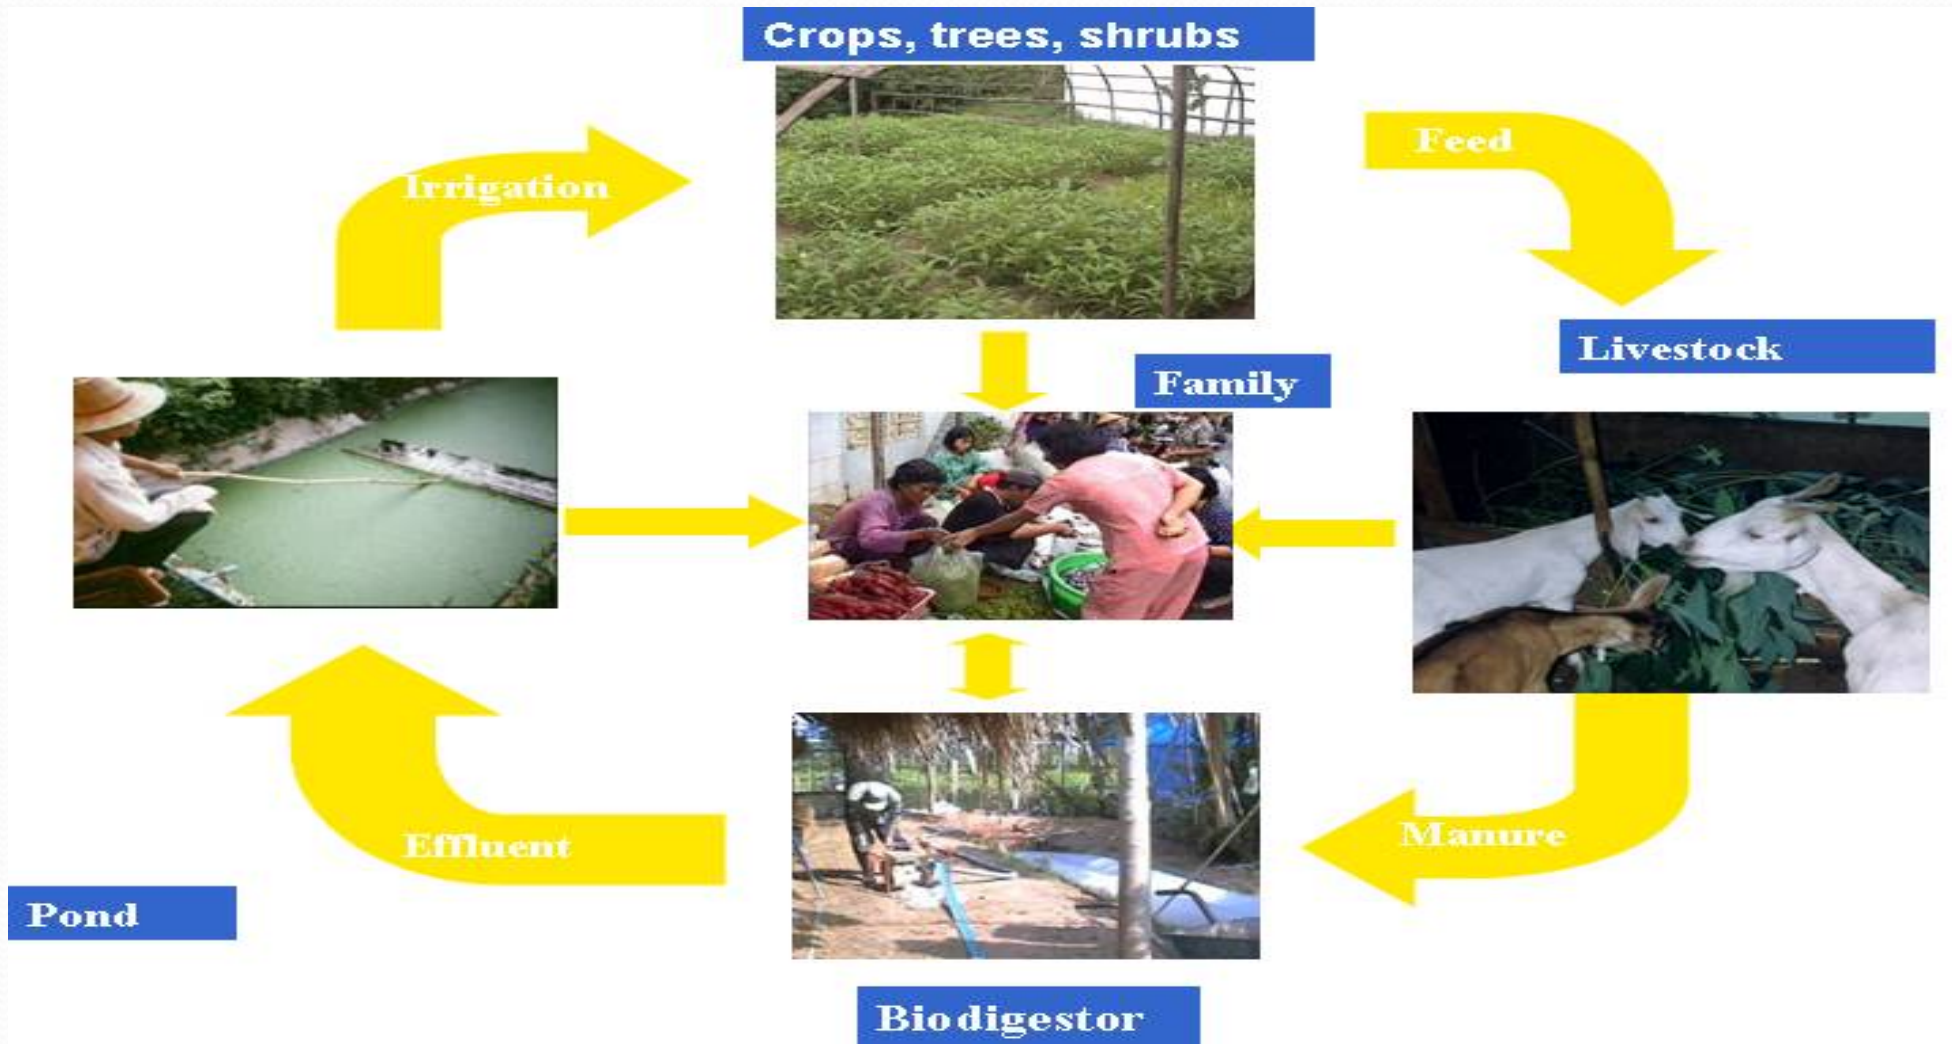 Crops, trees, shrubs
Feed
Irrigation
Livestock
Family
Manure
Effluent
Pond
Biodigestor